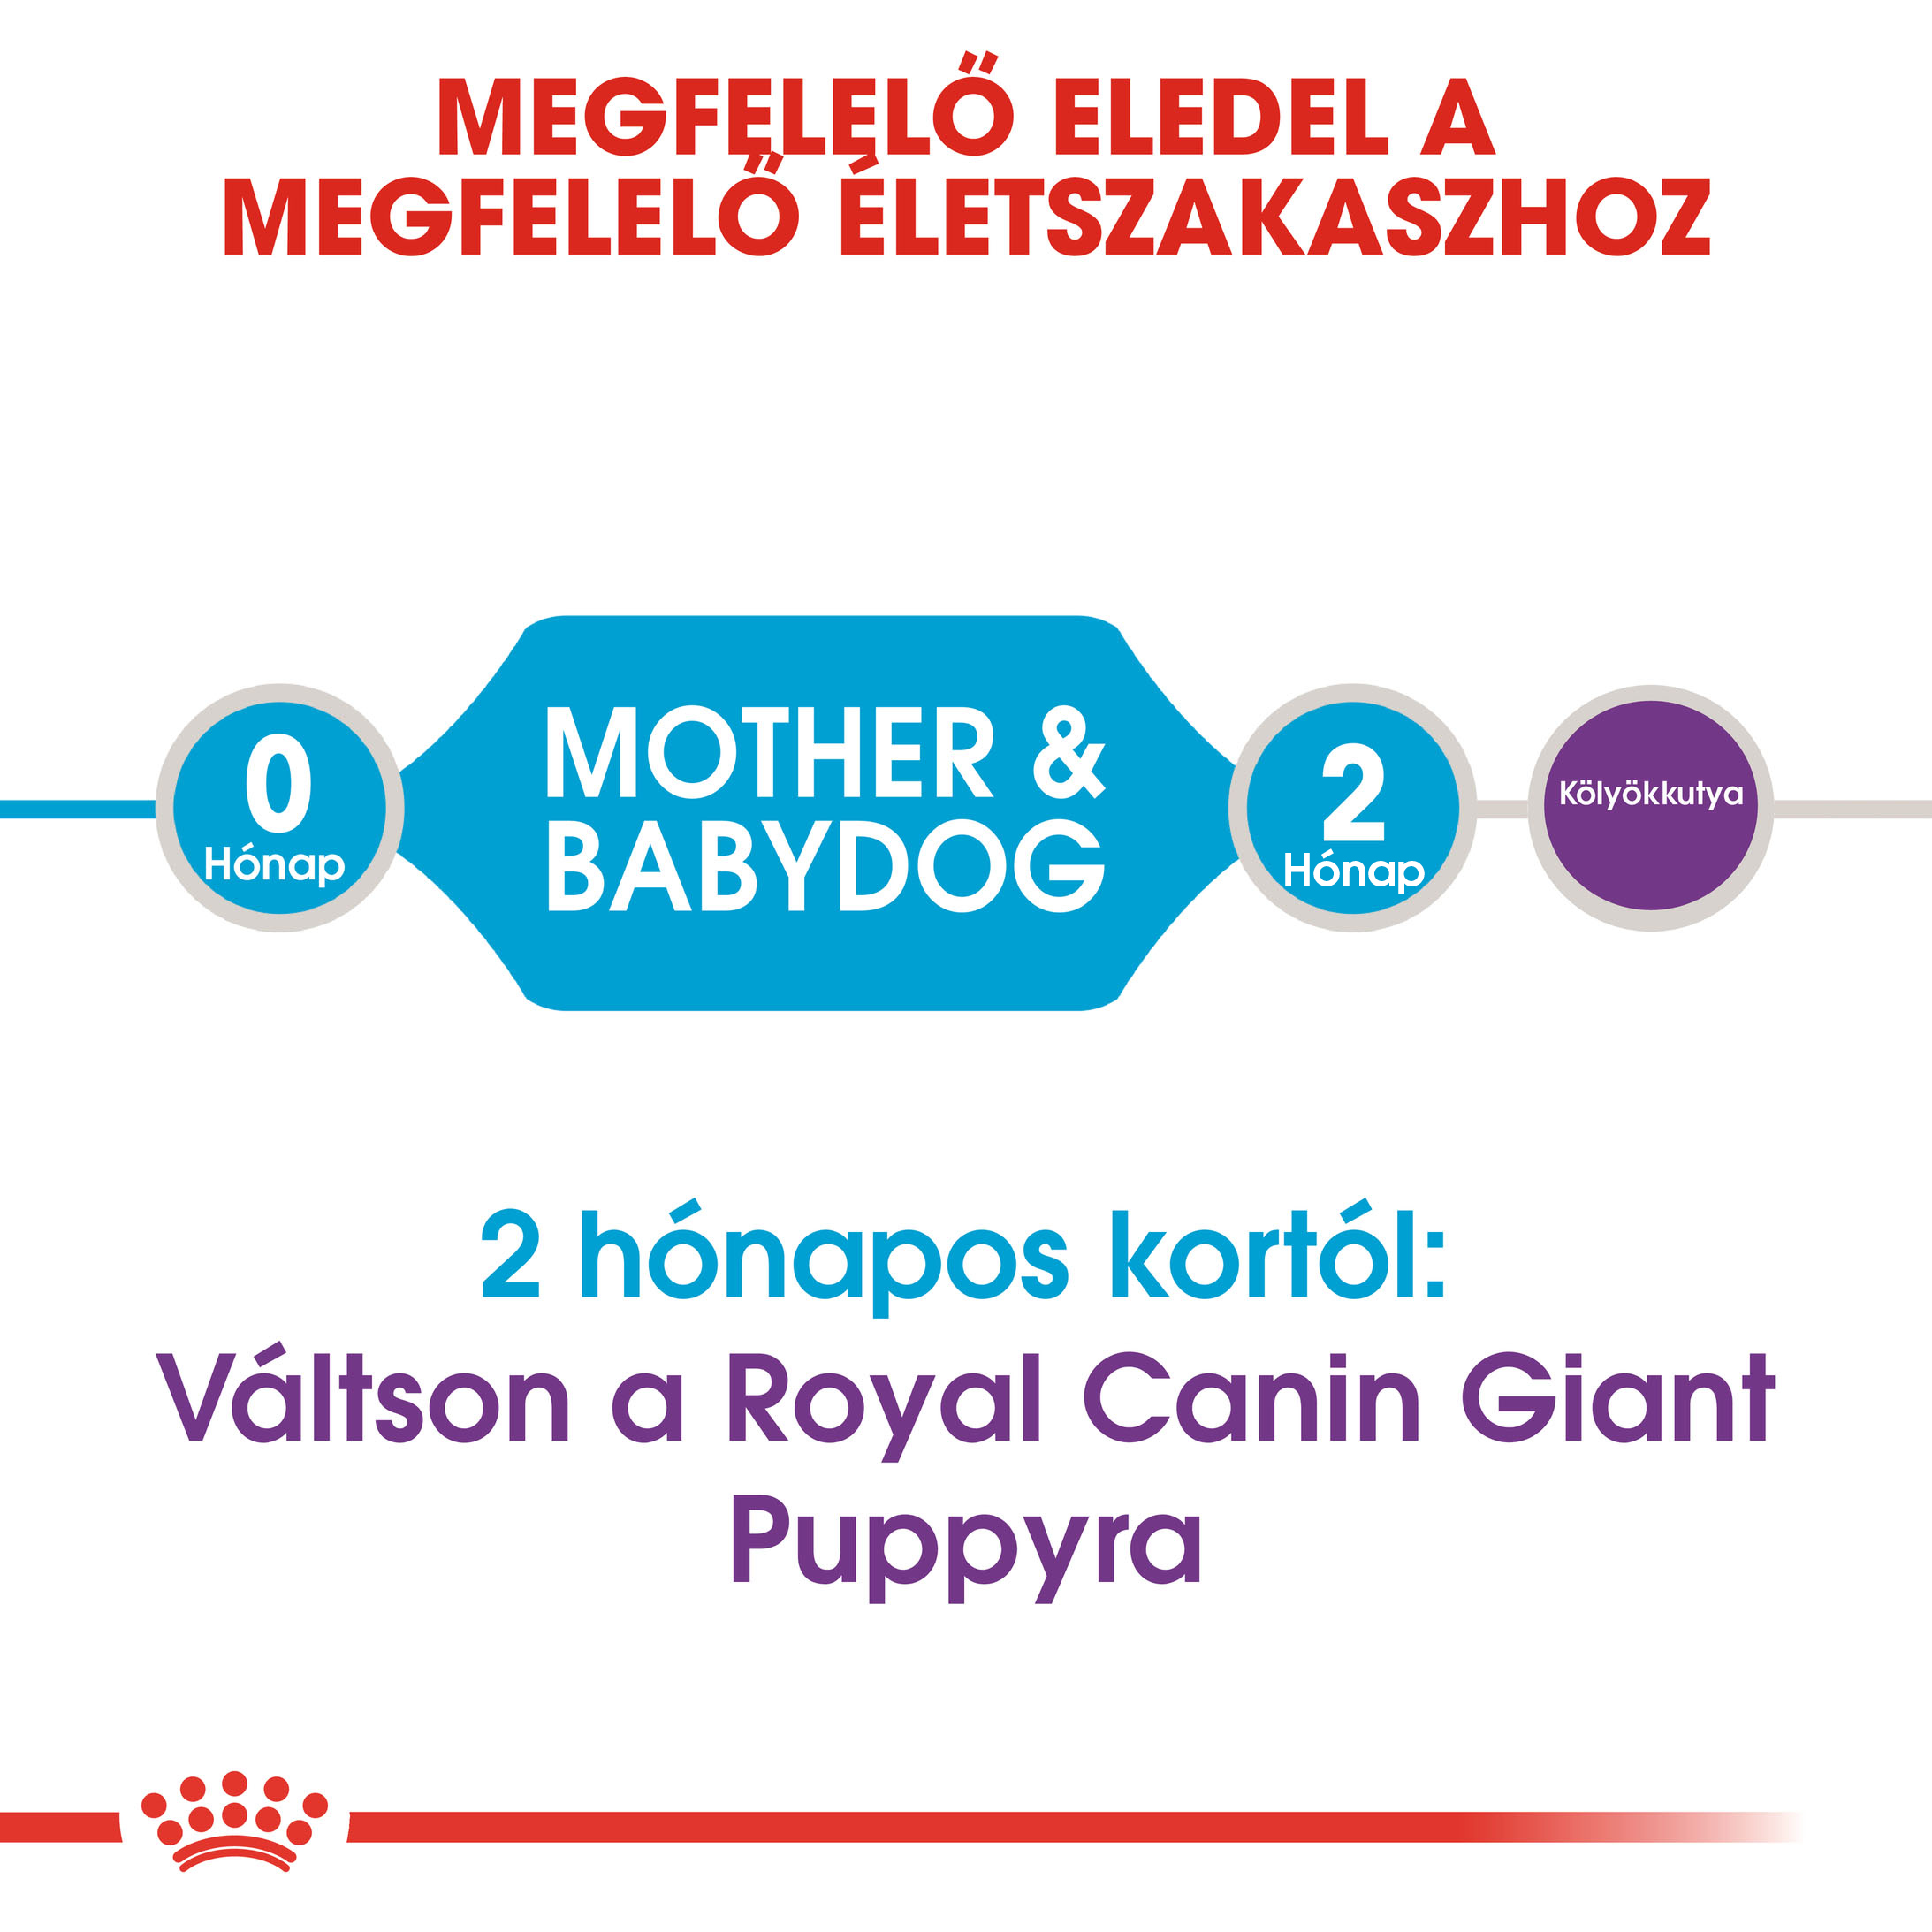 MEGFELELŐ ELEDEL A
MEGFELELŐ ÉLETSZAKASZHOZ
0
Hónap
MOTHER &
BABYDOG
2
Hónap
Kölyökkutya
2 hónapos kortól:
Váltson a Royal Canin Giant
Puppyra